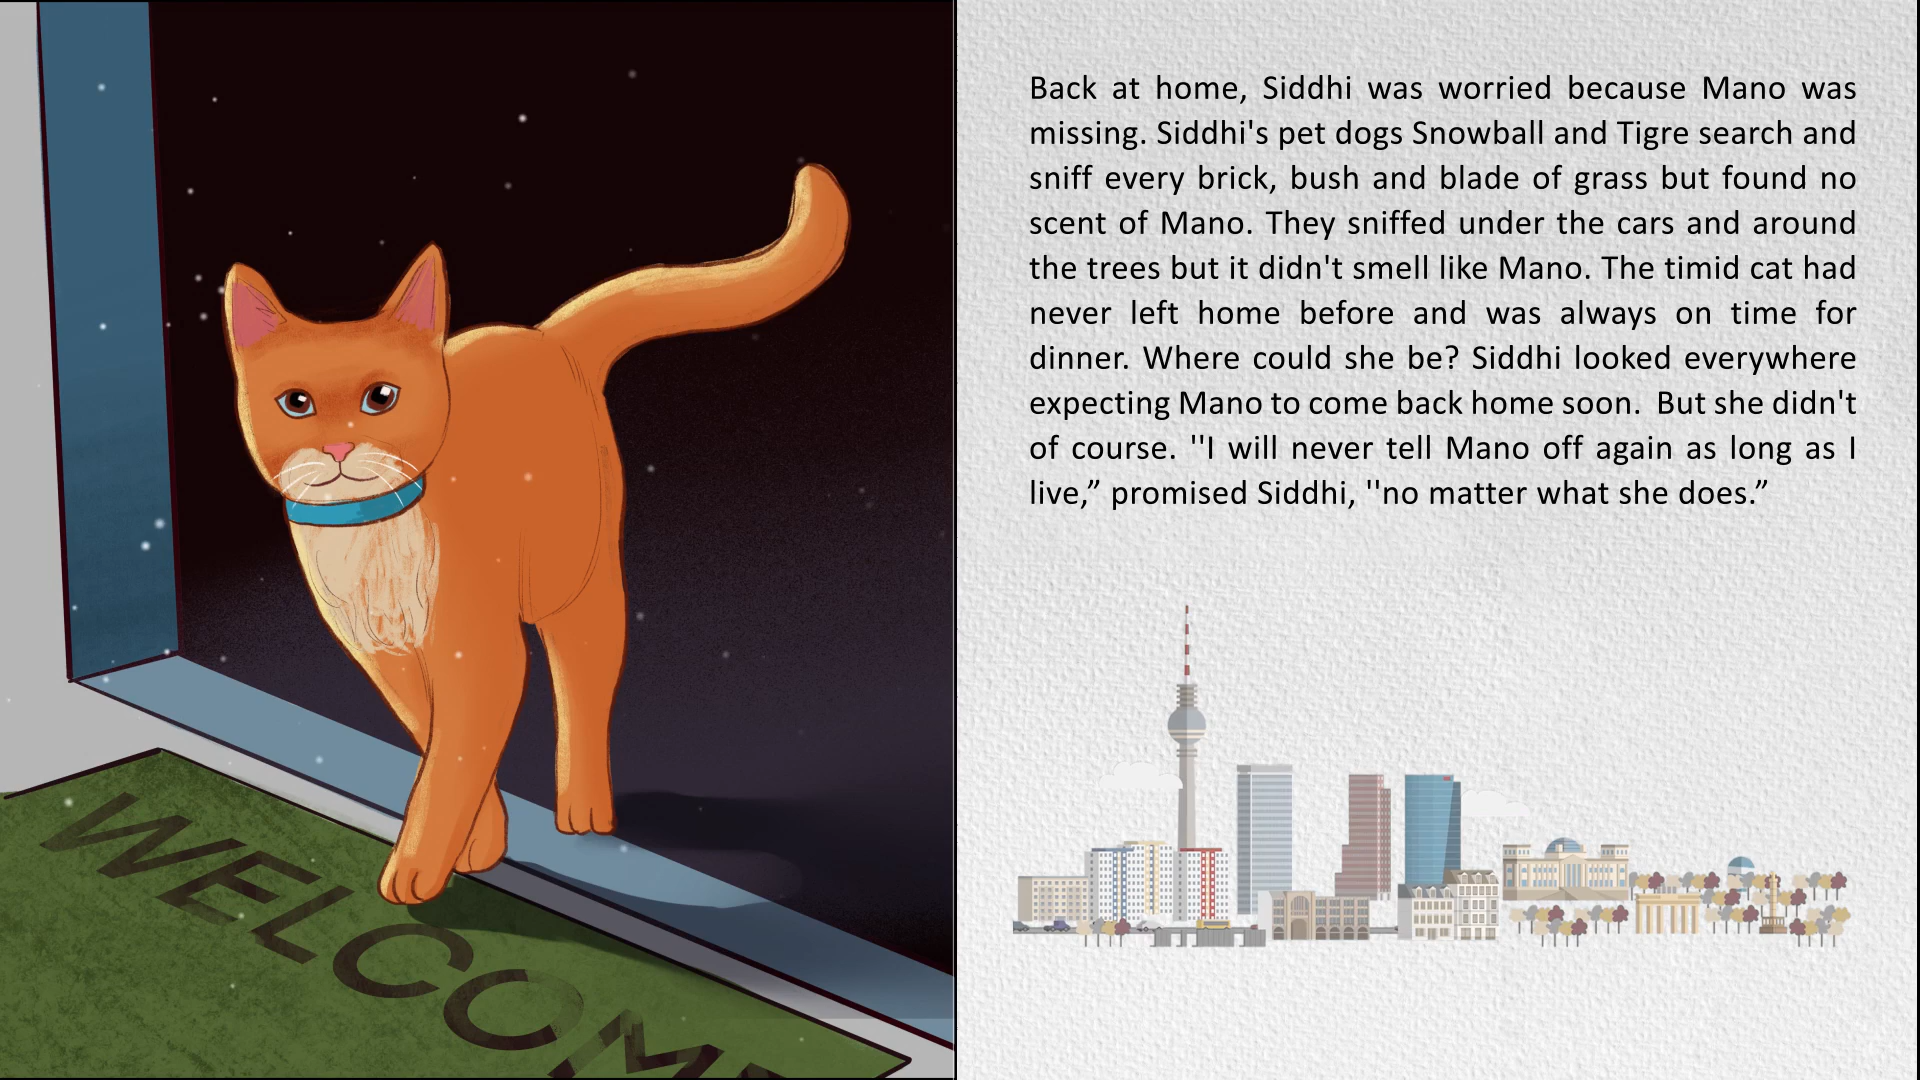 WELCOME
Back at home, Siddhi was worried because Mano was
missing. Siddhi's pet dogs Snowball and Tigre search and
sniff every brick, bush and blade of grass but found no
scent of Mano. They sniffed under the cars and around
the trees but it didn't smell like Mano. The timid cat had
never left home before and was always on time for
dinner. Where could she be? Siddhi looked everywhere
expecting Mano to come back home soon.  But she didn't
of course. ''I will never tell Mano off again as long as I
live,” promised Siddhi, ''no matter what she does.”